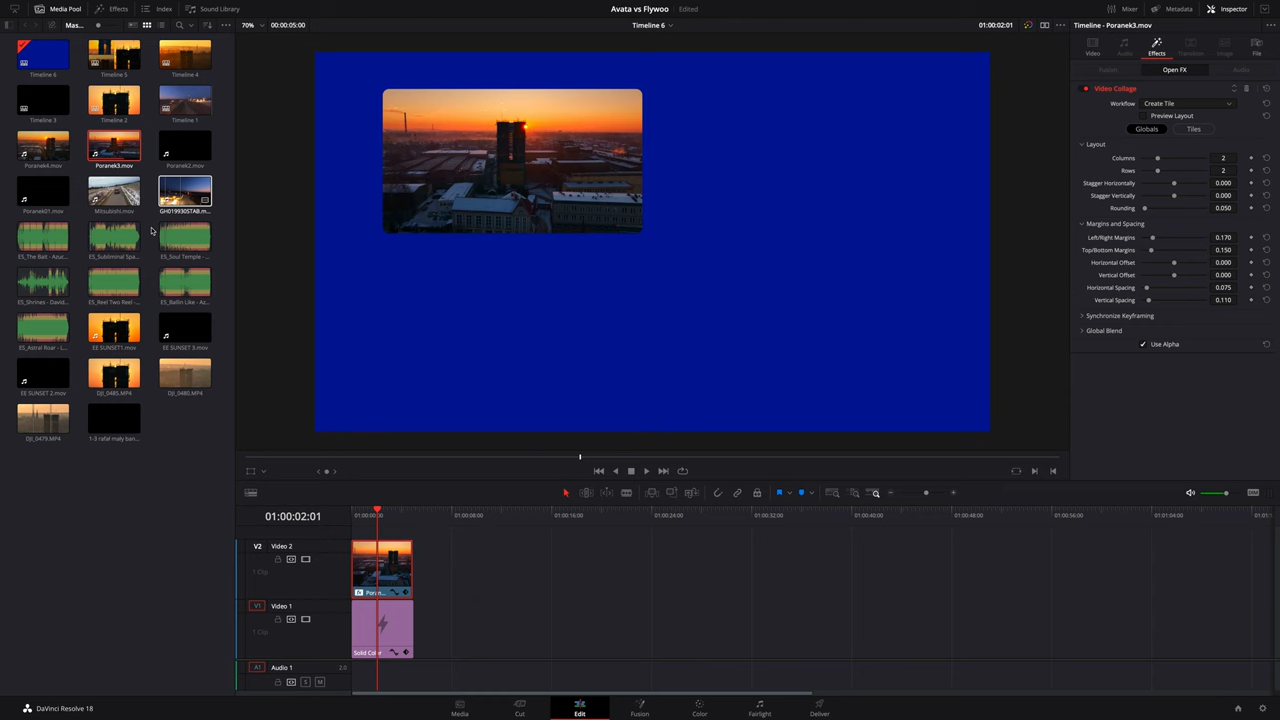 Media Pool
Effects
Index
Sound Library
Avata vs Flywoo
Edited
Mixer
Metadata
Inspector
Mas...
70%
00:00:05:00
Timeline 6
01:00:02:01
Timeline - Poranek3.mov
Timeline 6
Timeline 5
Timeline 4
Video
Audio
Effects
Transition
Image
File
Fusion
Open FX
Audio
Video Collage
Workflow
Create Tile
Preview Layout
Globals
Tiles
Timeline 3
Timeline 2
Timeline 1
Layout
Columns
2
Rows
2
Stagger Horizontally
0.000
Stagger Vertically
0.000
Rounding
0.050
Poranek4.mov
Poranek3.mov
Poranek2.mov
Margins and Spacing
Left/Right Margins
0.170
Top/Bottom Margins
0.150
Horizontal Offset
0.000
Vertical Offset
0.000
Horizontal Spacing
0.075
Vertical Spacing
0.110
Poranek01.mov
Mitsubishi.mov
GH019930STAB.m...
Synchronize Keyframing
Global Blend
Use Alpha
ES_The Bait - Azur...
ES_Subliminal Spa...
ES_Soul Temple - ...
ES_Shrines - David...
ES_Reel Two Reel -...
ES_Ballin Like - Az...
ES_Astral Roar - L...
EE SUNSET1.mov
EE SUNSET 3.mov
EE SUNSET 2.mov
DJI_0485.MP4
DJI_0480.MP4
DJI_0479.MP4
1-3 rafał mały ban...
01:00:02:01
01:00:00:00
01:00:08:00
01:00:16:00
01:00:24:00
01:00:32:00
01:00:40:00
01:00:48:00
01:00:56:00
01:01:04:00
V2
Video 2
1 Clip
Poran...
V1
Video 1
1 Clip
Solid Color
A1
Audio 1
2.0
S
M
DIM
DaVinci Resolve 18
Media
Cut
Edit
Fusion
Color
Fairlight
Deliver